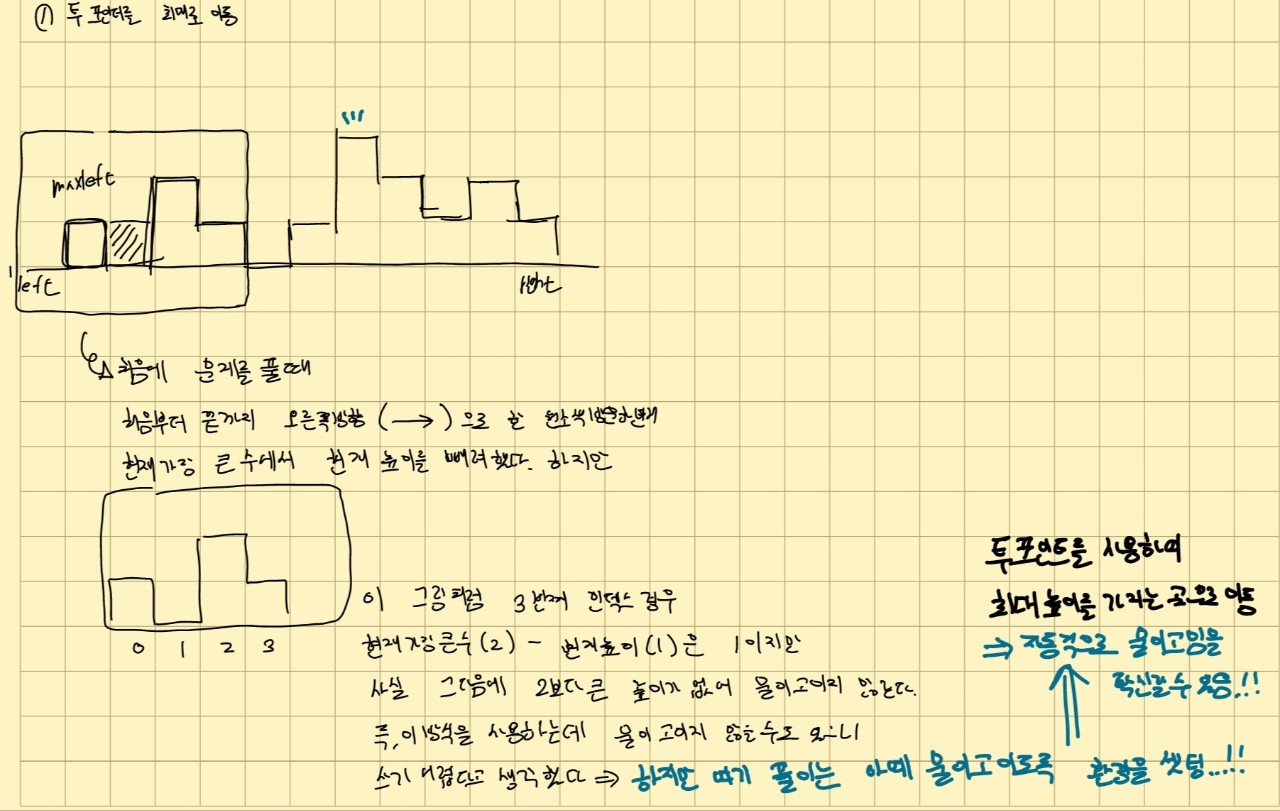 ① 투 포인터를 최대로 이동
maxleft
left
right
처음에 문제를 풀때
처음부터 끝까지 오른쪽방향 (→) 으로 한 원소씩 방문하면서
현재 가장 큰 수에서 현재 높이를 빼려 했다. 하지만
0 1 2 3
이 그림처럼 3번째 인덱스 경우
현재 가장 큰 수 (2) - 현재 높이 (1) 은 1이지만
사실 그 다음에 2보다 큰 높이가 없어 물이 고이지 않는다.
즉, 이 방식을 사용하는데 물이 고이지 않을 수도 있으니
쓰기 어렵다고 생각했다 ⇒ 하지만 여기 풀이는 아예 물이 고이도록 환경을 셋팅...!!
투 포인트를 사용하여
최대 높이를 가지는 곳으로 이동
⇒ 자동적으로 물이 고임을
확신할 수 있음.!!